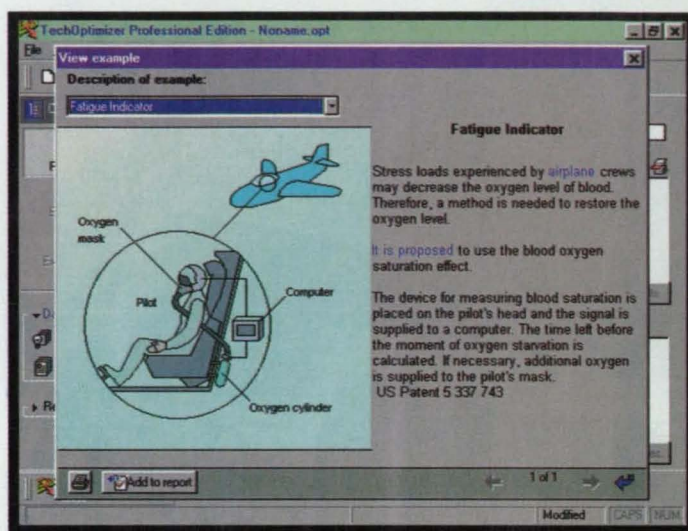 TechOptimizer Professional Edition - Noname.opt
File
View example
Description of example:
Fatigue Indicator
Fatigue Indicator
Stress loads experienced by airplane crews
may decrease the oxygen level of blood.
Therefore, a method is needed to restore the
oxygen level.
It is proposed to use the blood oxygen
saturation effect.
The device for measuring blood saturation is
placed on the pilot's head and the signal is
supplied to a computer. The time left before
the moment of oxygen starvation is
calculated. If necessary, additional oxygen
is supplied to the pilot's mask.
US Patent 5 337 743
Oxygen
mask
Pilot
Computer
Oxygen cylinder
Add to report
1 of 1
Modified
CAPS
NUM